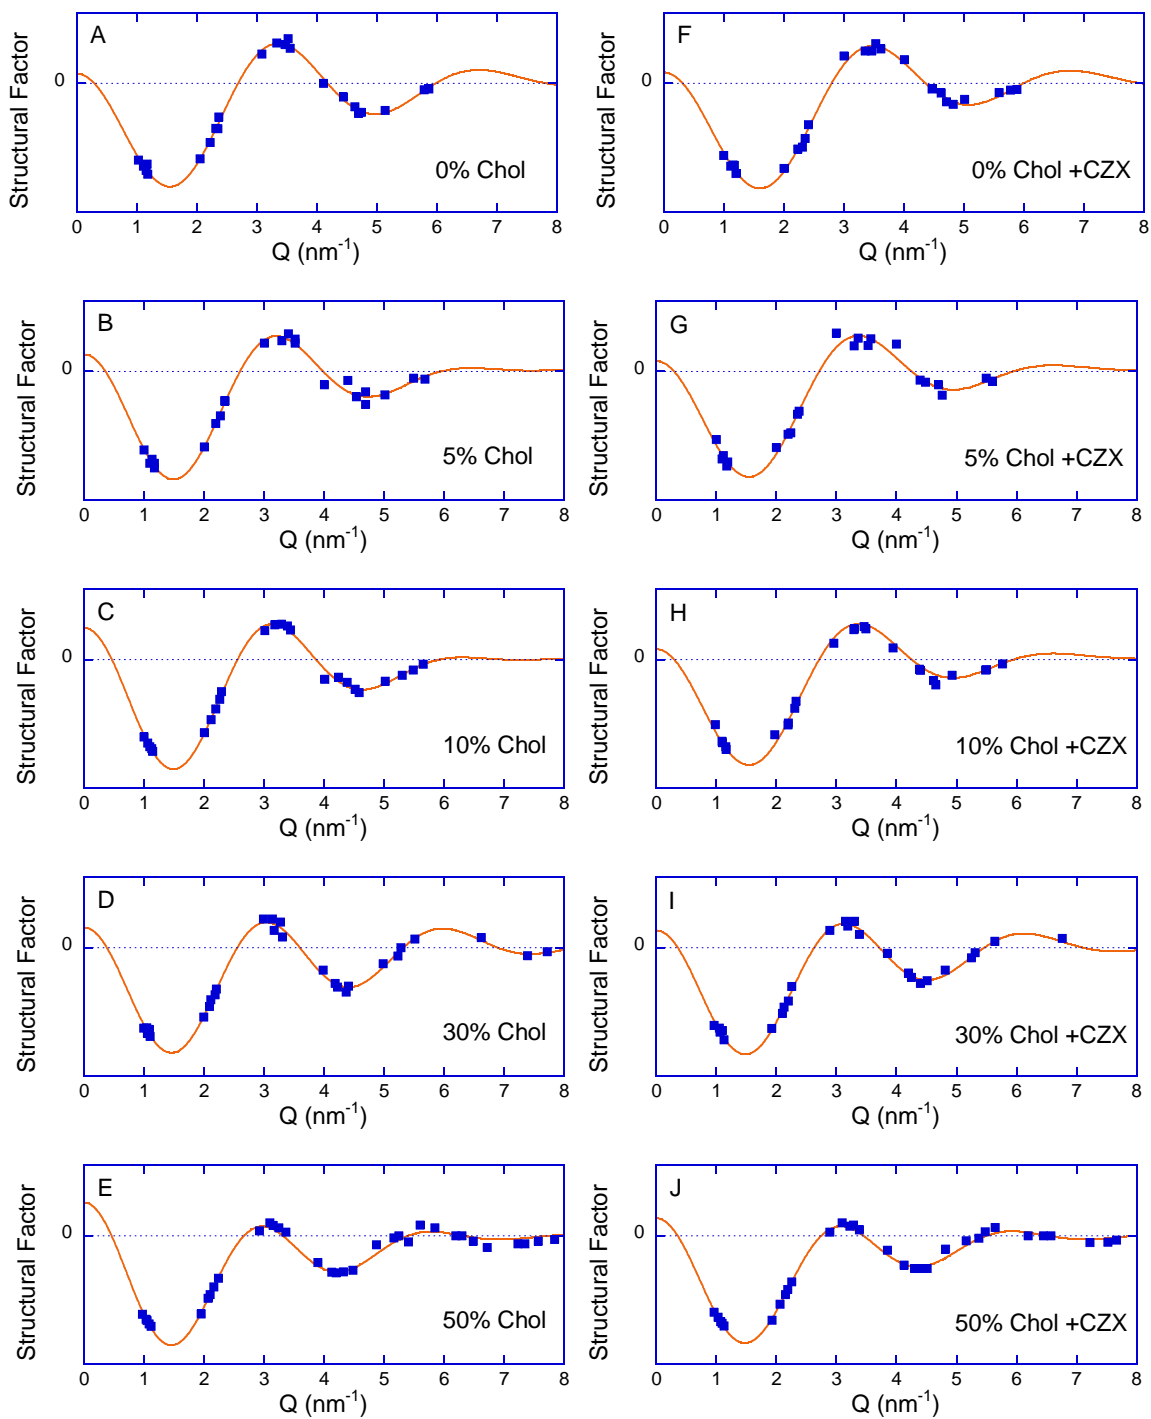 A
Structural Factor
0
0% Chol
0 1 2 3 4 5 6 7 8
Q (nm-1)
F
Structural Factor
0
0% Chol +CZX
0 1 2 3 4 5 6 7 8
Q (nm-1)
B
Structural Factor
0
5% Chol
0 1 2 3 4 5 6 7 8
Q (nm-1)
G
Structural Factor
0
5% Chol +CZX
0 1 2 3 4 5 6 7 8
Q (nm-1)
C
Structural Factor
0
10% Chol
0 1 2 3 4 5 6 7 8
Q (nm-1)
H
Structural Factor
0
10% Chol +CZX
0 1 2 3 4 5 6 7 8
Q (nm-1)
D
Structural Factor
0
30% Chol
0 1 2 3 4 5 6 7 8
Q (nm-1)
I
Structural Factor
0
30% Chol +CZX
0 1 2 3 4 5 6 7 8
Q (nm-1)
E
Structural Factor
0
50% Chol
0 1 2 3 4 5 6 7 8
Q (nm-1)
J
Structural Factor
0
50% Chol +CZX
0 1 2 3 4 5 6 7 8
Q (nm-1)